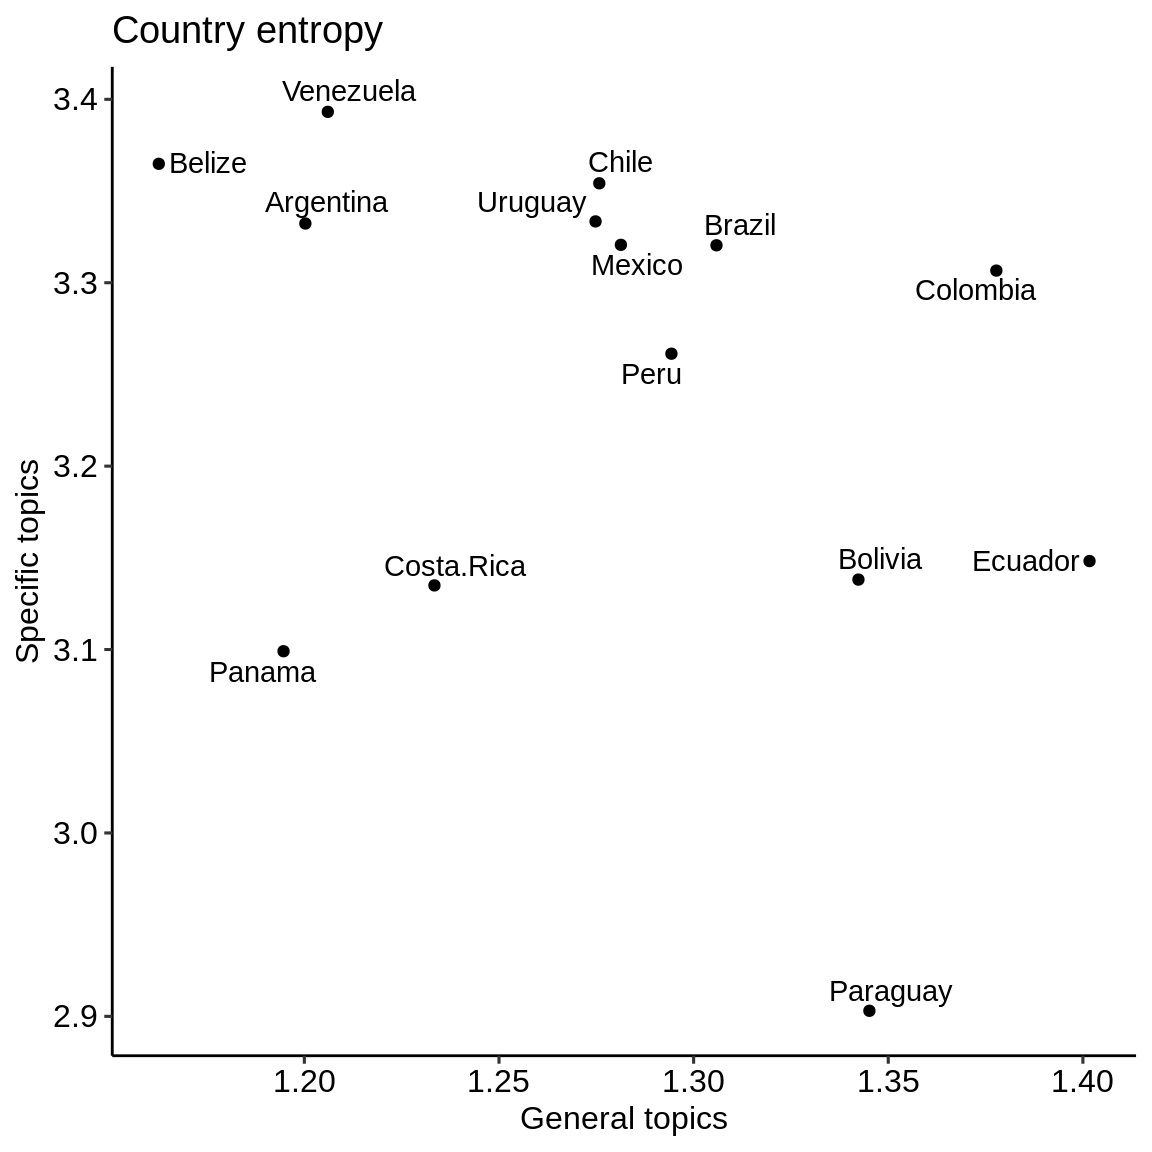 Country entropy
3.4
3.3
3.2
3.1
3.0
2.9
Specific topics
Venezuela
Belize
Argentina
Chile
Uruguay
Brazil
Mexico
Colombia
Peru
Costa.Rica
Bolivia
Ecuador
Panama
Paraguay
1.20
1.25
1.30
1.35
1.40
General topics